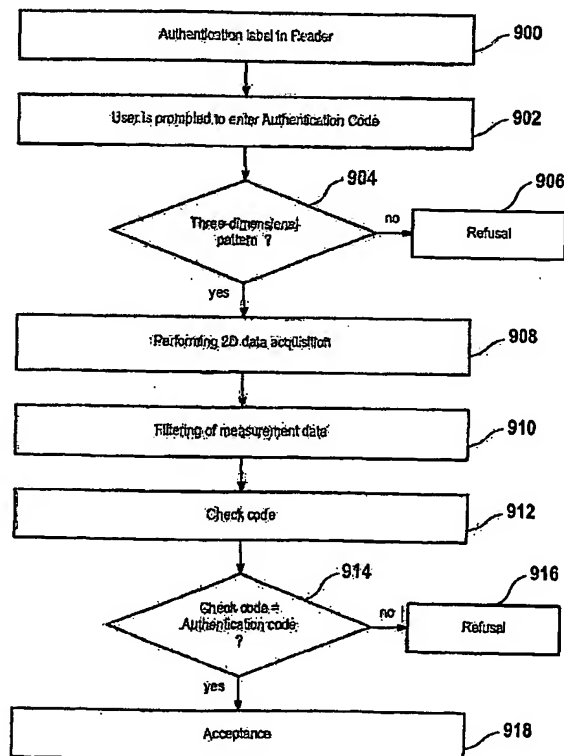 Authentication label in Reader
900
User is prompted to enter Authentication Code
902
904
Three-dimensional
pattern ?
no
906
Refusal
yes
Performing 2D data acquisition
908
Filtering of measurement data
910
Check code
912
914
Check code =
Authentication code
?
no
916
Refusal
yes
Acceptance
918